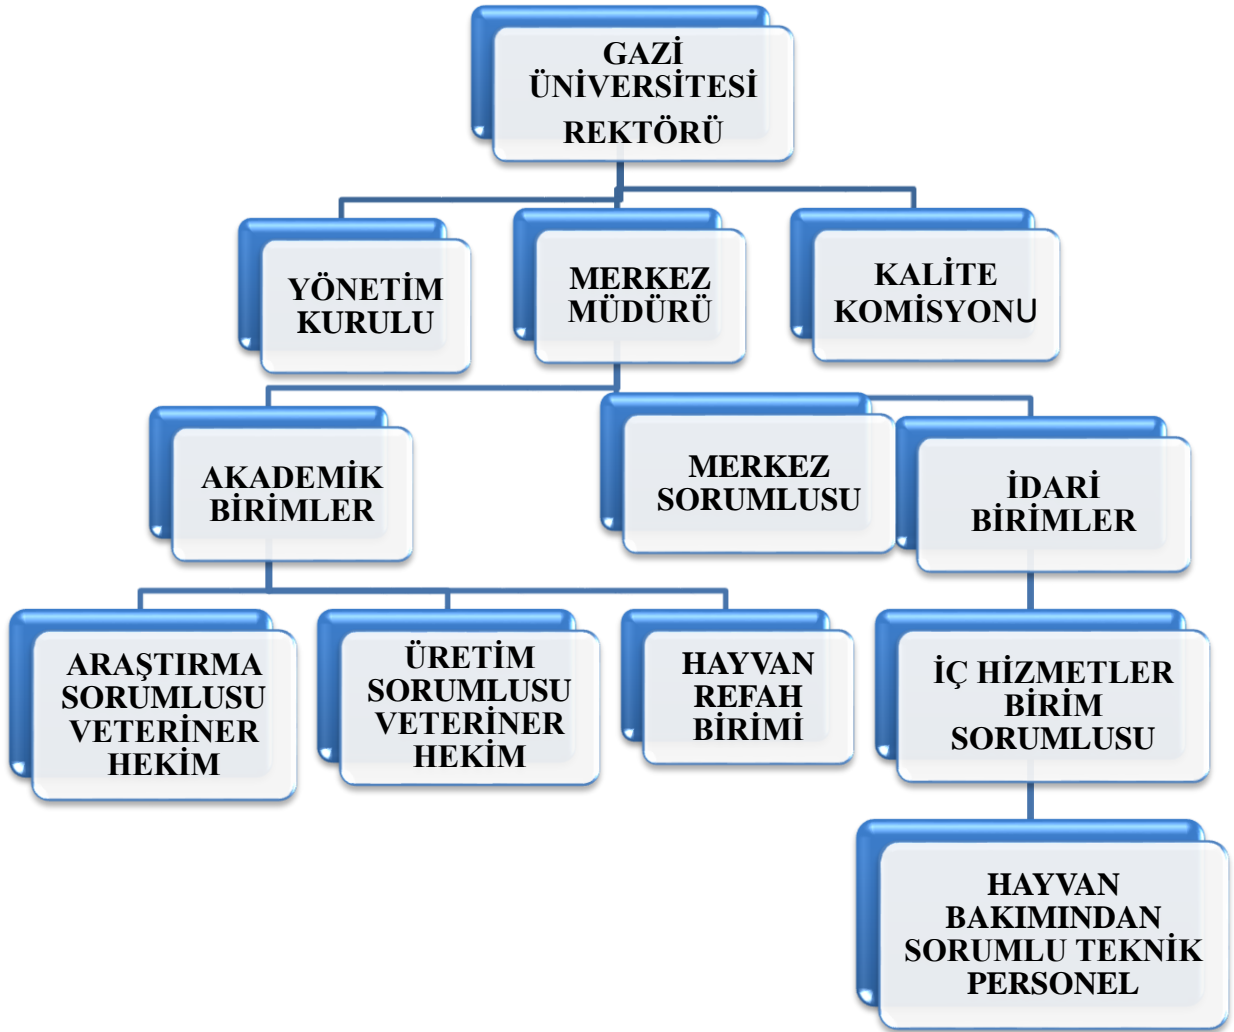 GAZİ
ÜNİVERSİTESİ
REKTÖRÜ
YÖNETİM
KURULU
MERKEZ
MÜDÜRÜ
KALİTE
KOMİSYONU
AKADEMİK
BİRİMLER
MERKEZ
SORUMLUSU
İDARİ
BİRİMLER
ARAŞTIRMA
SORUMLUSU
VETERİNER
HEKİM
ÜRETİM
SORUMLUSU
VETERİNER
HEKİM
HAYVAN
REFAH
BİRİMİ
İÇ HİZMETLER
BİRİM
SORUMLUSU
HAYVAN
BAKIMINDAN
SORUMLU TEKNİK
PERSONEL